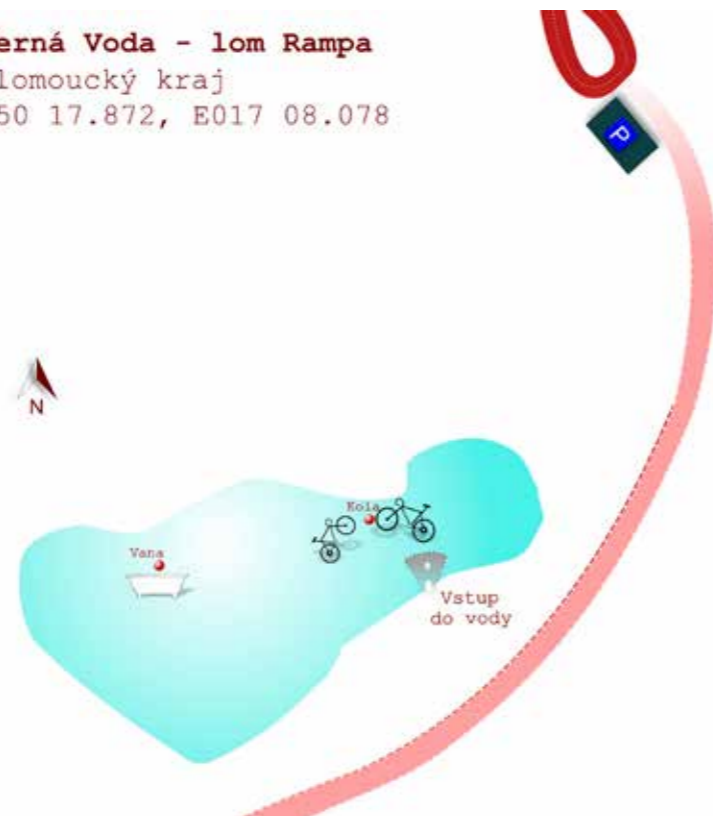 erná Voda - lom Rampa
lomoucký kraj
50 17.872, E017 08.078
P
N
Kola
Vana
Vstup
do vody